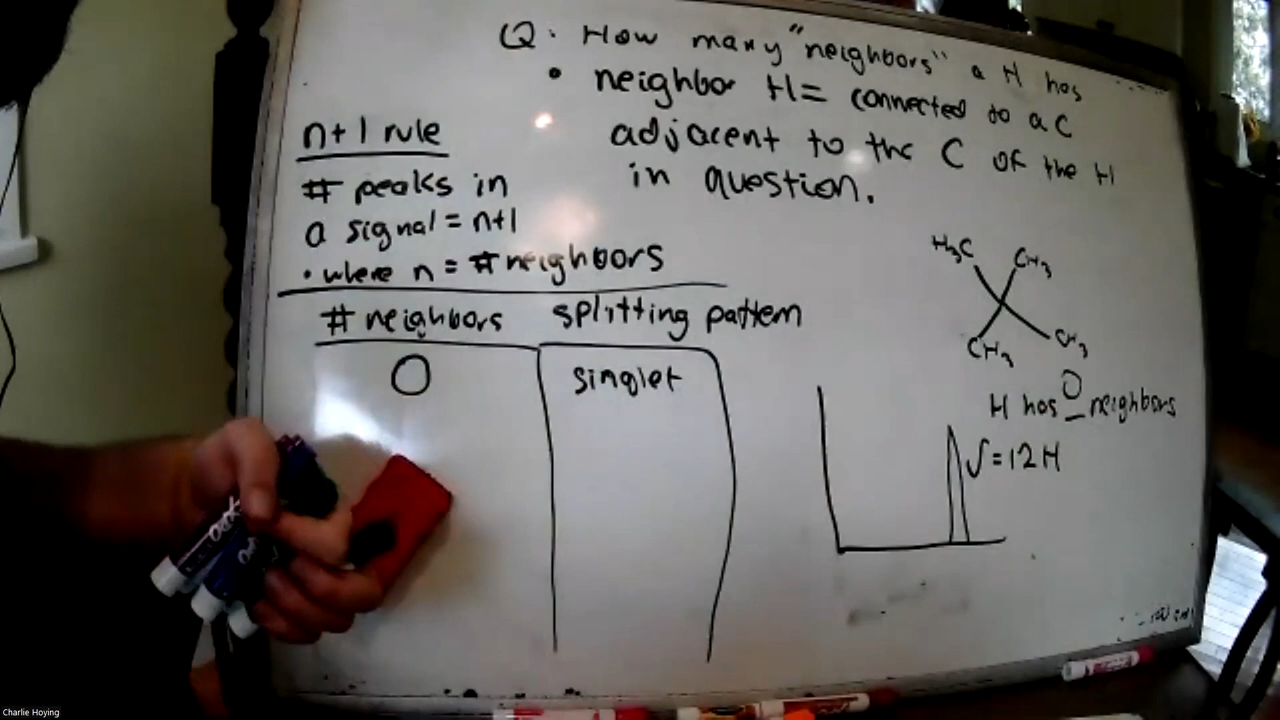 Q: How many "neighbors" a H has
• neighbor H = connected to a C
adjacent to the C of the H
in question.
n+1 rule
# peaks in
a signal = n+1
• where n = # neighbors
# neighbors splitting pattern
0 singlet
H₃C CH₃
CH₃ CH₃
H has 0 neighbors
∫=12H
Charlie Hoying